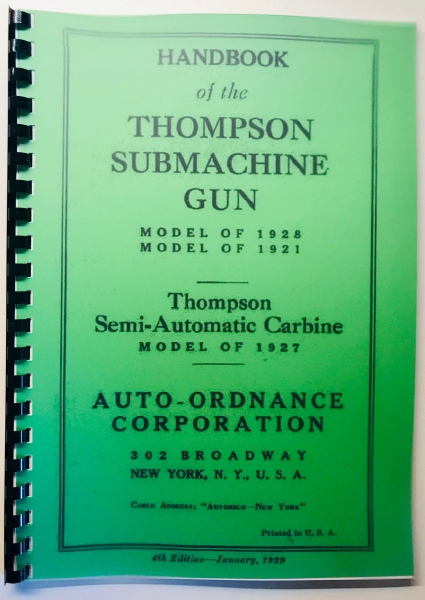 HANDBOOK
of the
THOMPSON
SUBMACHINE
GUN
MODEL OF 1928
MODEL OF 1921
Thompson
Semi-Automatic Carbine
MODEL OF 1927
AUTO-ORDNANCE
CORPORATION
302 BROADWAY
NEW YORK, N. Y., U. S. A.
CABLE ADDRESS: "AUTORDCO—NEW YORK"
Printed in U. S. A.
4th Edition—January, 1929